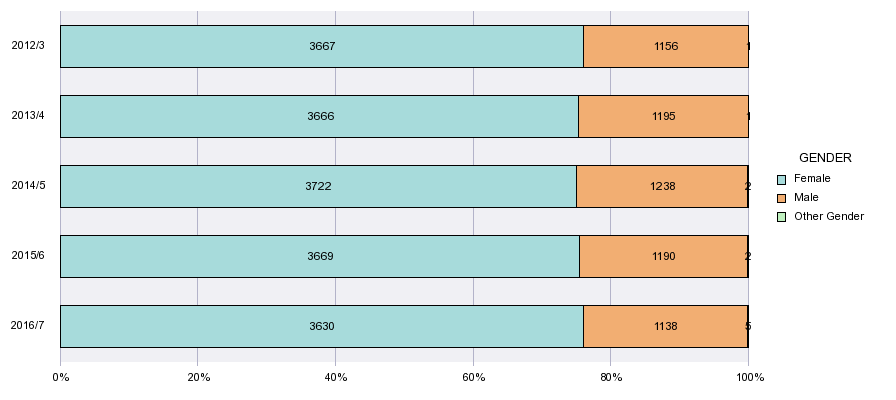 2012/3 3667 1156 1
2013/4 3666 1195 1
2014/5 3722 1238 2
2015/6 3669 1190 2
2016/7 3630 1138 5
0% 20% 40% 60% 80% 100%
GENDER
Female
Male
Other Gender